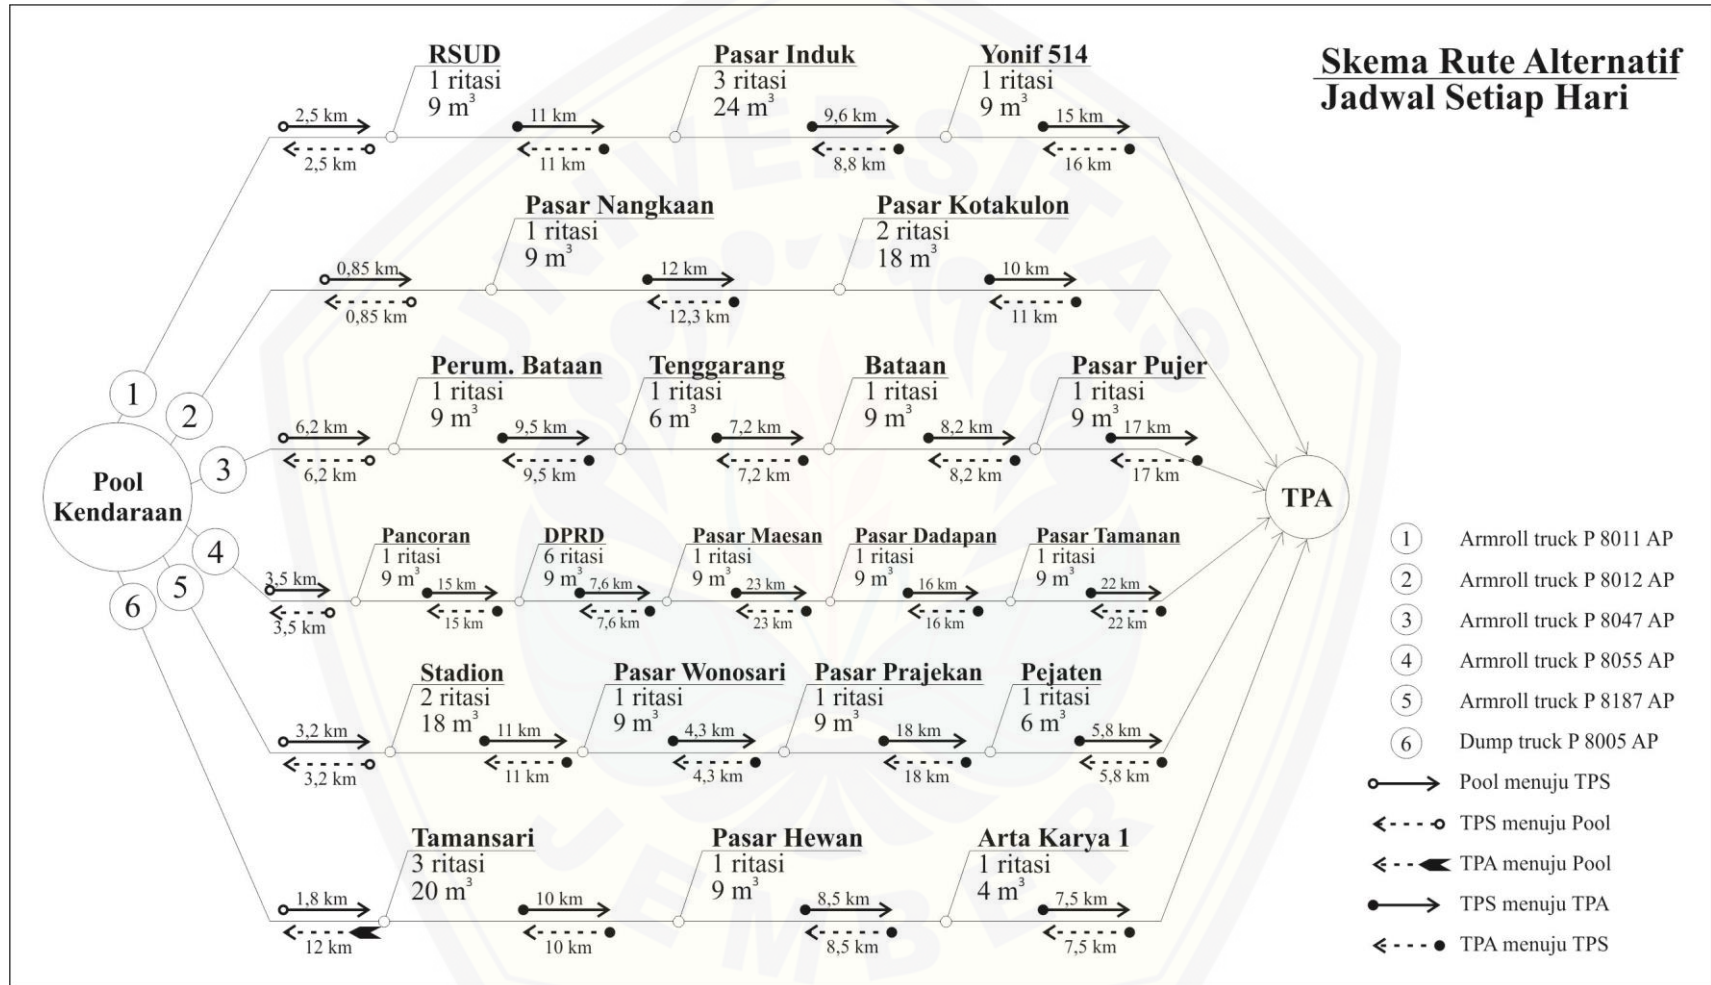 Skema Rute Alternatif
Jadwal Setiap Hari
RSUD
1 ritasi
9 m³
Pasar Induk
3 ritasi
24 m³
Yonif 514
1 ritasi
9 m³
2,5 km
2,5 km
11 km
11 km
9,6 km
8,8 km
15 km
16 km
Pasar Nangkaan
1 ritasi
9 m³
Pasar Kotakulon
2 ritasi
18 m³
0,85 km
0,85 km
12 km
12,3 km
10 km
11 km
Perum. Bataan
1 ritasi
9 m³
Tenggarang
1 ritasi
6 m³
Bataan
1 ritasi
9 m³
Pasar Pujer
1 ritasi
9 m³
6,2 km
6,2 km
9,5 km
9,5 km
7,2 km
7,2 km
8,2 km
8,2 km
17 km
17 km
Pancoran
1 ritasi
9 m³
DPRD
6 ritasi
9 m³
Pasar Maesan
1 ritasi
9 m³
Pasar Dadapan
1 ritasi
9 m³
Pasar Tamanan
1 ritasi
9 m³
3,5 km
3,5 km
15 km
15 km
7,6 km
7,6 km
23 km
23 km
16 km
16 km
22 km
22 km
Stadion
2 ritasi
18 m³
Pasar Wonosari
1 ritasi
9 m³
Pasar Prajekan
1 ritasi
9 m³
Pejaten
1 ritasi
6 m³
3,2 km
3,2 km
11 km
11 km
4,3 km
4,3 km
18 km
18 km
5,8 km
5,8 km
Tamansari
3 ritasi
20 m³
Pasar Hewan
1 ritasi
9 m³
Arta Karya 1
1 ritasi
4 m³
1,8 km
12 km
10 km
10 km
8,5 km
8,5 km
7,5 km
7,5 km
1
2
3
4
5
6
Pool
Kendaraan
TPA
1 Armroll truck P 8011 AP
2 Armroll truck P 8012 AP
3 Armroll truck P 8047 AP
4 Armroll truck P 8055 AP
5 Armroll truck P 8187 AP
6 Dump truck P 8005 AP
Pool menuju TPS
TPS menuju Pool
TPA menuju Pool
TPS menuju TPA
TPA menuju TPS
UNIVERSITAS
JEMBER